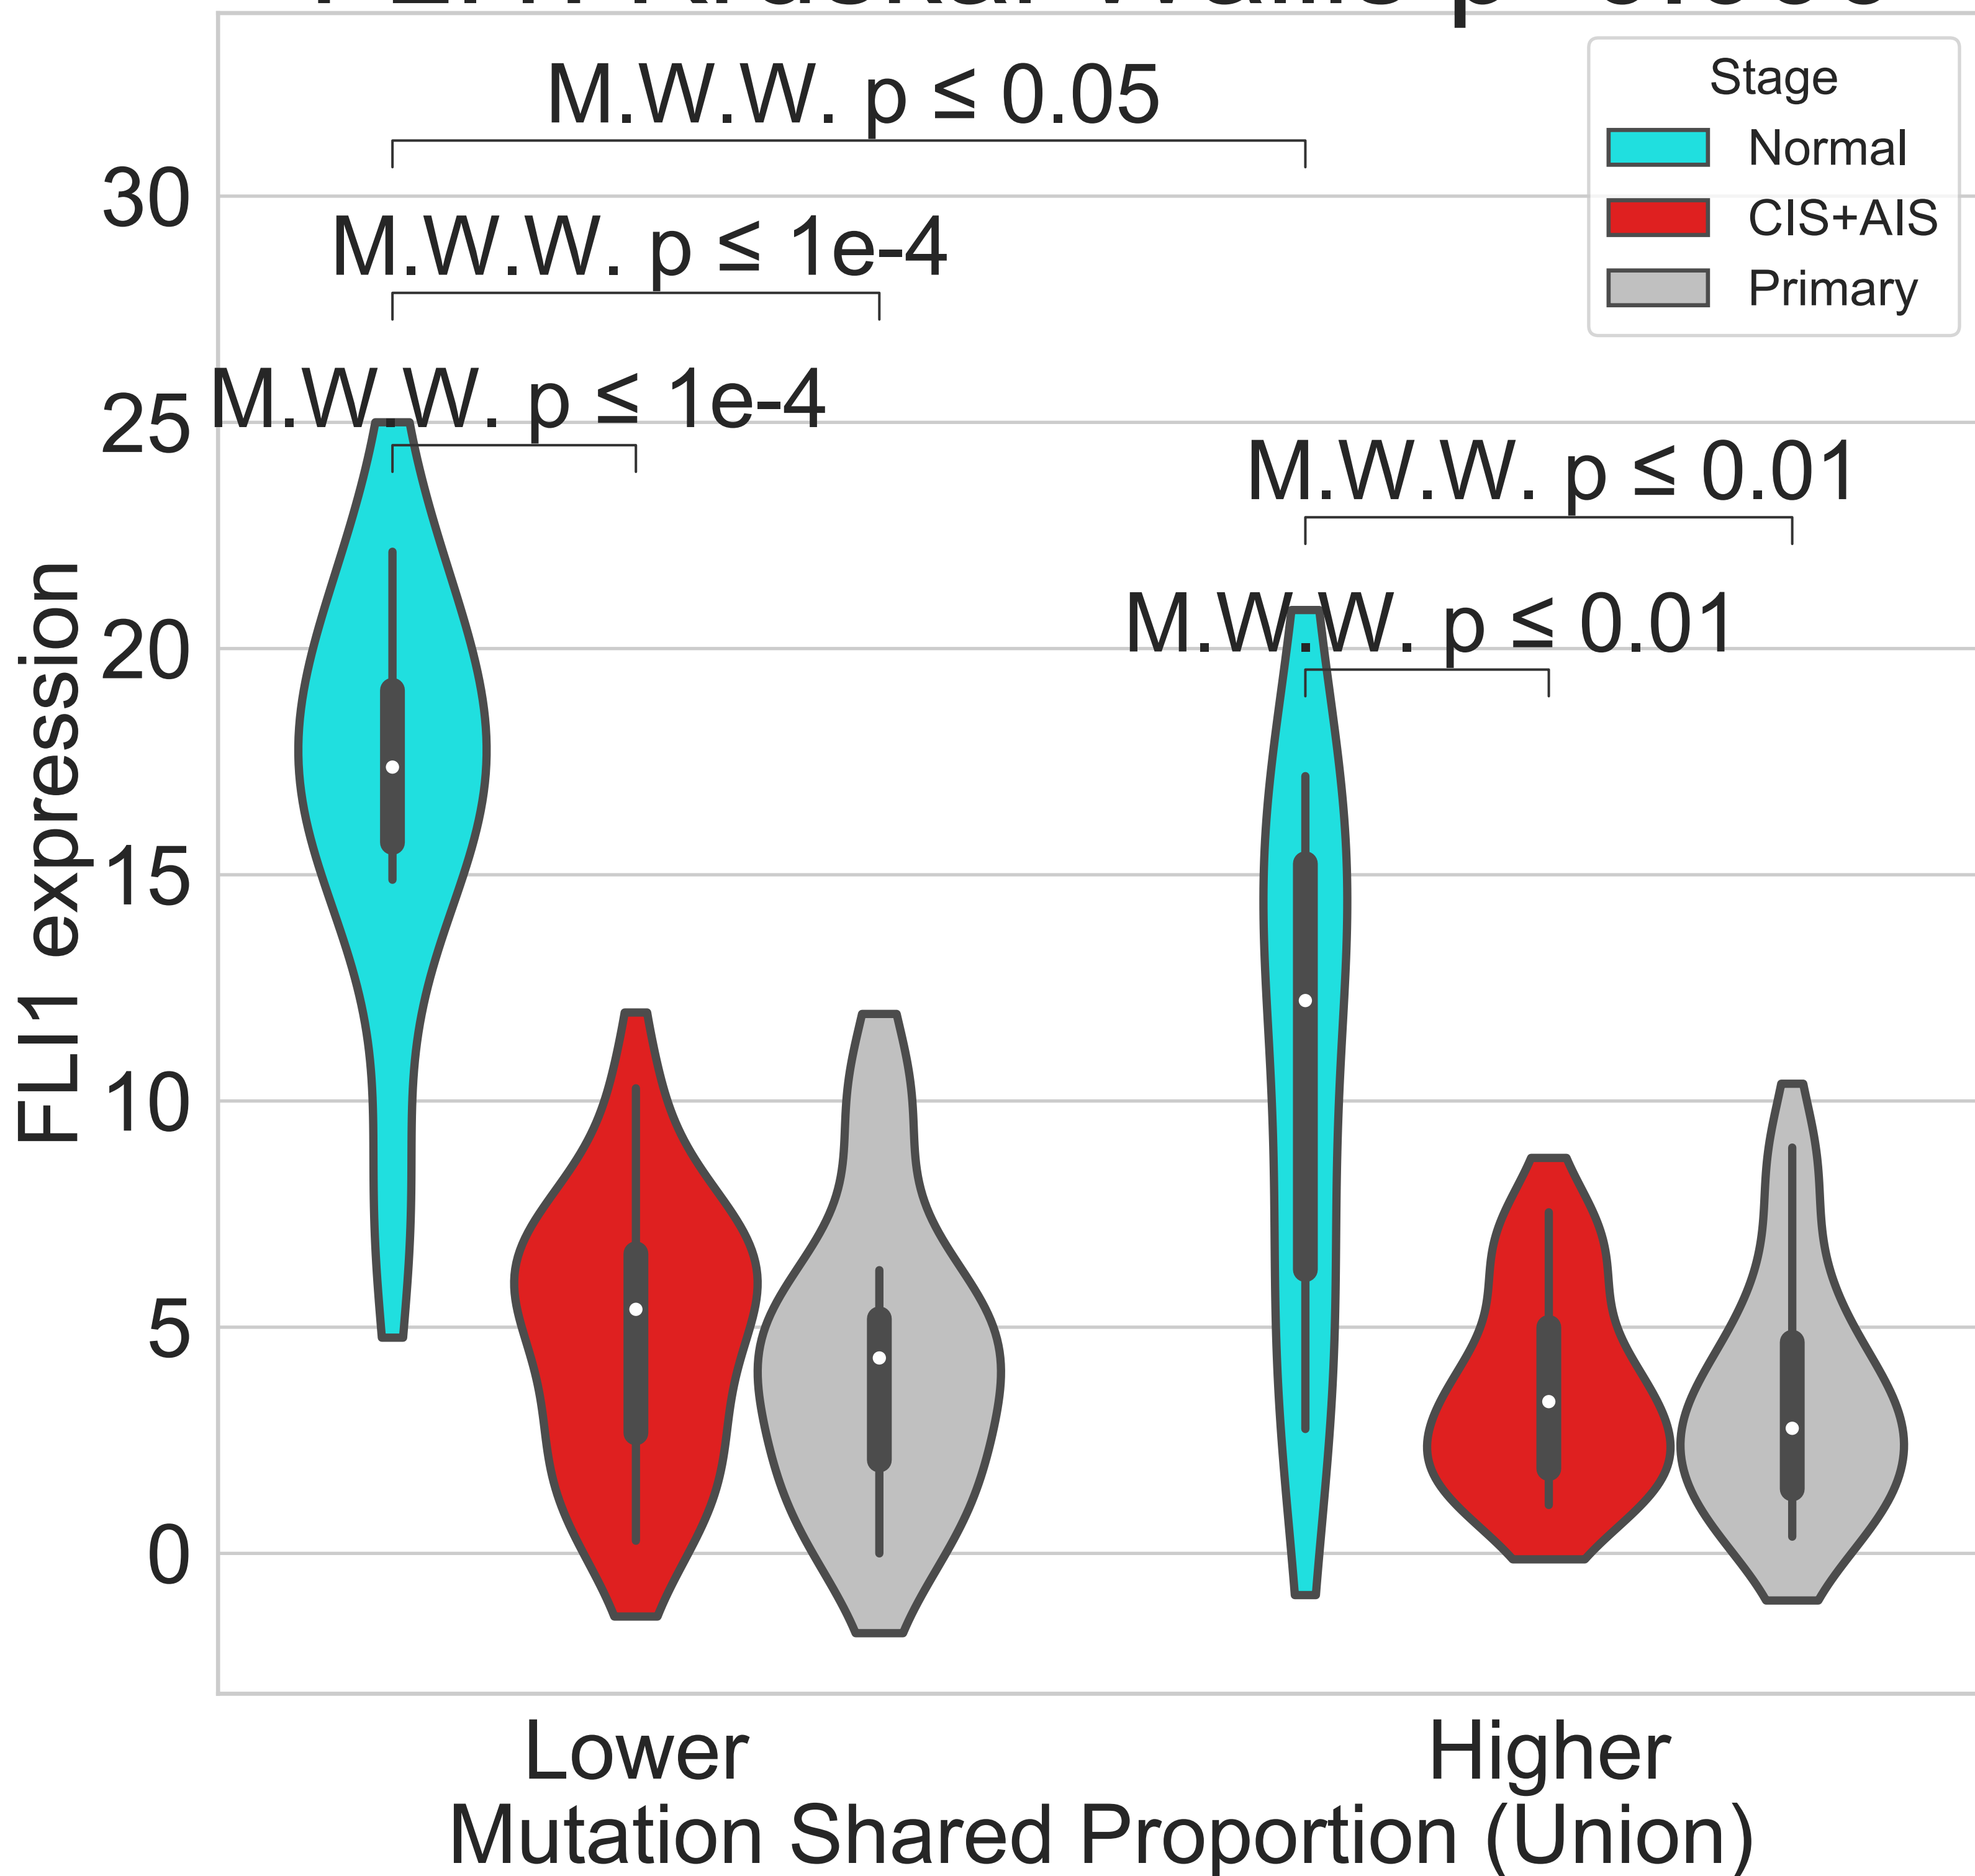 M.W.W. p ≤ 0.05
Stage
Normal
CIS+AIS
Primary
30
M.W.W. p ≤ 1e-4
25
M.W.W. p ≤ 1e-4
M.W.W. p ≤ 0.01
20
M.W.W. p ≤ 0.01
FLI1 expression
15
10
5
0
Lower
Higher
Mutation Shared Proportion (Union)